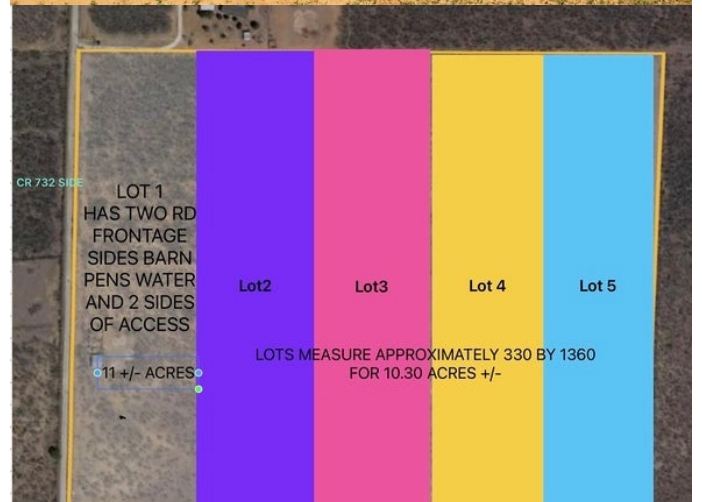 CR 732 SIDE
LOT 1
HAS TWO RD
FRONTAGE
SIDES BARN
PENS WATER
AND 2 SIDES
OF ACCESS
11 +/- ACRES
Lot2
Lot3
Lot 4
Lot 5
LOTS MEASURE APPROXIMATELY 330 BY 1360
FOR 10.30 ACRES +/-